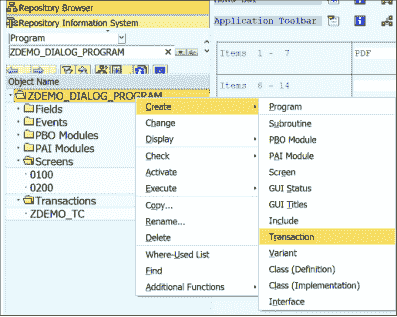 Repository Browser
Repository Information System
Program
ZDEMO_DIALOG_PROGRAM
Object Name
ZDEMO_DIALOG_PROGRAM
Fields
Events
PBO Modules
PAI Modules
Screens
0100
0200
Transactions
ZDEMO_TC
Create
Change
Display
Check
Activate
Execute
Copy...
Rename...
Delete
Where-Used List
Find
Additional Functions
Program
Subroutine
PBO Module
PAI Module
Screen
GUI Status
GUI Titles
Include
Transaction
Variant
Class (Definition)
Class (Implementation)
Interface
Application Toolbar
Items 1 - 7 PDF
Items 8 - 14